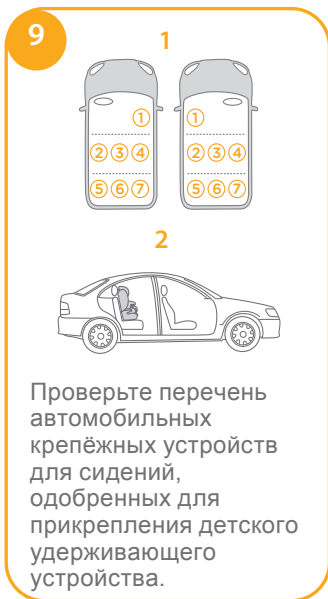 9
1
① ①
②③④ ②③④
⑤⑥⑦ ⑤⑥⑦
2
Проверьте перечень
автомобильных
крепёжных устройств
для сидений,
одобренных для
прикрепления детского
удерживающего
устройства.